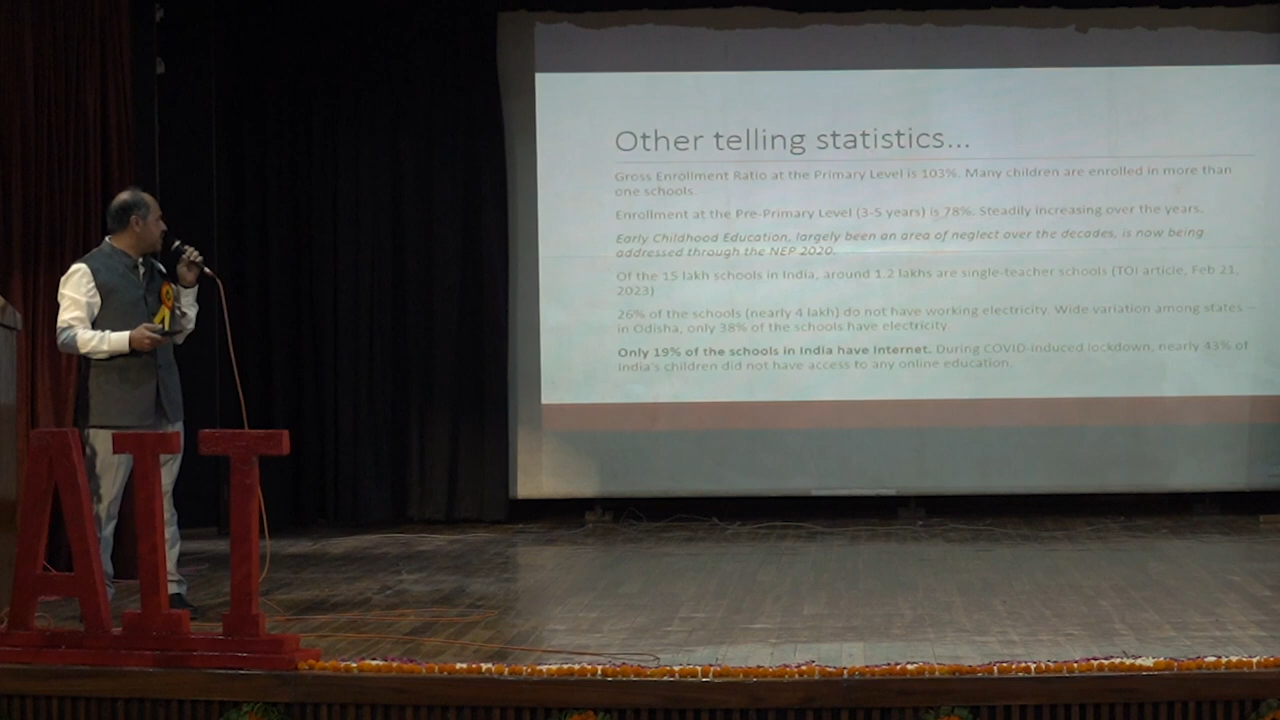 Other telling statistics...
Gross Enrollment Ratio at the Primary Level is 103%. Many children are enrolled in more than
one schools.
Enrollment at the Pre-Primary Level (3-5 years) is 78%. Steadily increasing over the years.
Early Childhood Education, largely been an area of neglect over the decades, is now being
addressed through the NEP 2020.
Of the 15 lakh schools in India, around 1.2 lakhs are single-teacher schools (TOI article, Feb 21,
2023)
26% of the schools (nearly 4 lakh) do not have working electricity. Wide variation among states –
in Odisha, only 38% of the schools have electricity.
Only 19% of the schools in India have Internet. During COVID-induced lockdown, nearly 43% of
India's children did not have access to any online education.
AII